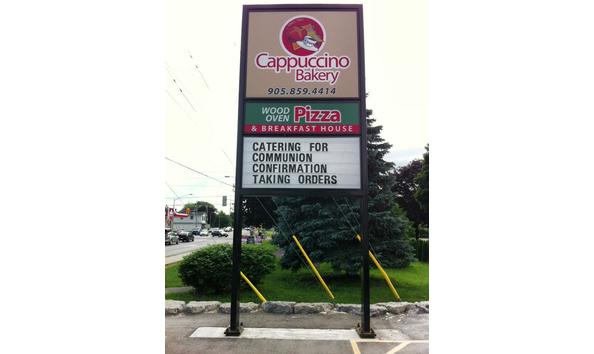 Cappuccino
Bakery
905.859.4414
WOOD OVEN Pizza
& BREAKFAST HOUSE
CATERING FOR
COMMUNION
CONFIRMATION
TAKING ORDERS